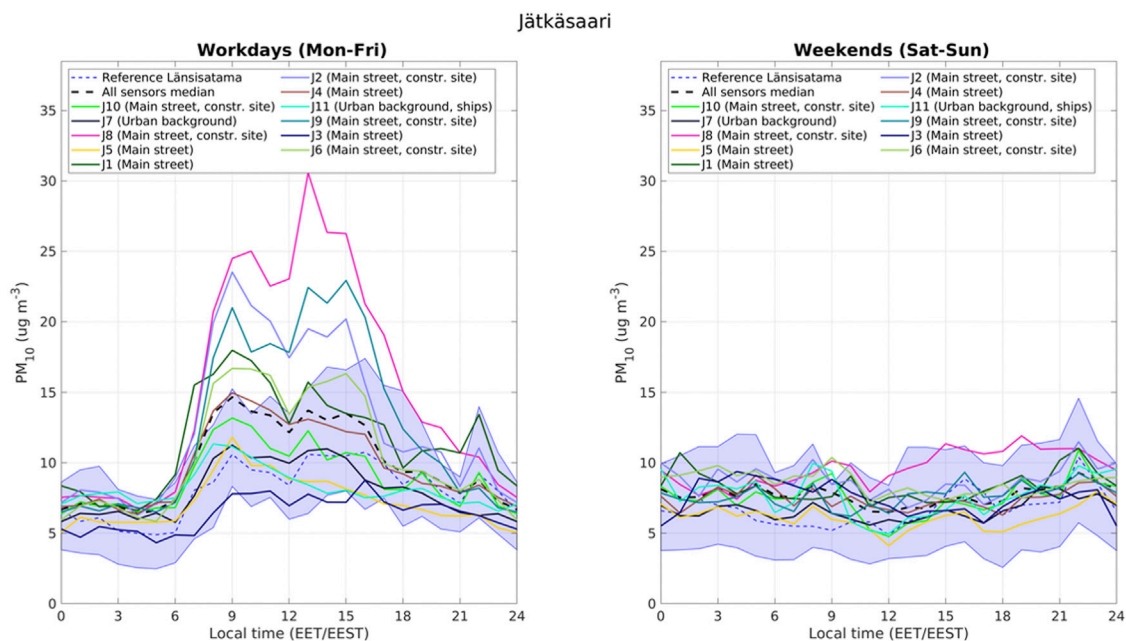 Jätkäsaari
Workdays (Mon-Fri)
Reference Länsisatama
All sensors median
J10 (Main street, constr. site)
J7 (Urban background)
J8 (Main street, constr. site)
J5 (Main street)
J1 (Main street)
J2 (Main street, constr. site)
J4 (Main street)
J11 (Urban background, ships)
J9 (Main street, constr. site)
J3 (Main street)
J6 (Main street, constr. site)
PM10 (ug m-3)
35
30
25
20
15
10
5
0
0 3 6 9 12 15 18 21 24
Local time (EET/EEST)
Weekends (Sat-Sun)
Reference Länsisatama
All sensors median
J10 (Main street, constr. site)
J7 (Urban background)
J8 (Main street, constr. site)
J5 (Main street)
J1 (Main street)
J2 (Main street, constr. site)
J4 (Main street)
J11 (Urban background, ships)
J9 (Main street, constr. site)
J3 (Main street)
J6 (Main street, constr. site)
PM10 (ug m-3)
35
30
25
20
15
10
5
0
0 3 6 9 12 15 18 21 24
Local time (EET/EEST)